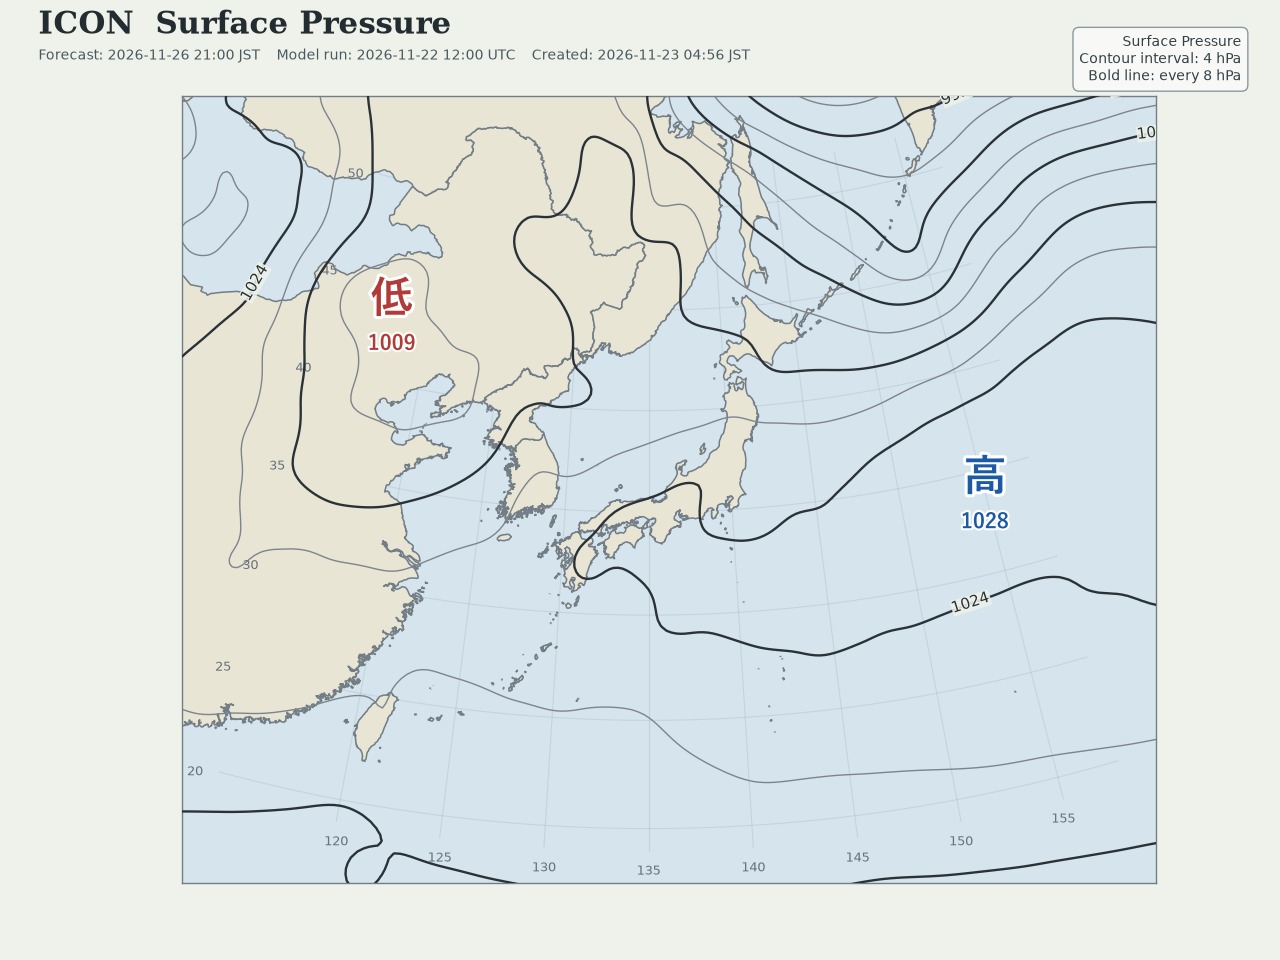 ICON  Surface Pressure
Forecast: 2026-11-26 21:00 JST    Model run: 2026-11-22 12:00 UTC    Created: 2026-11-23 04:56 JST
Surface Pressure
Contour interval: 4 hPa
Bold line: every 8 hPa
10
50
45
1024
低
1009
40
35
高
1028
30
1024
25
20
120
125
130
135
140
145
150
155